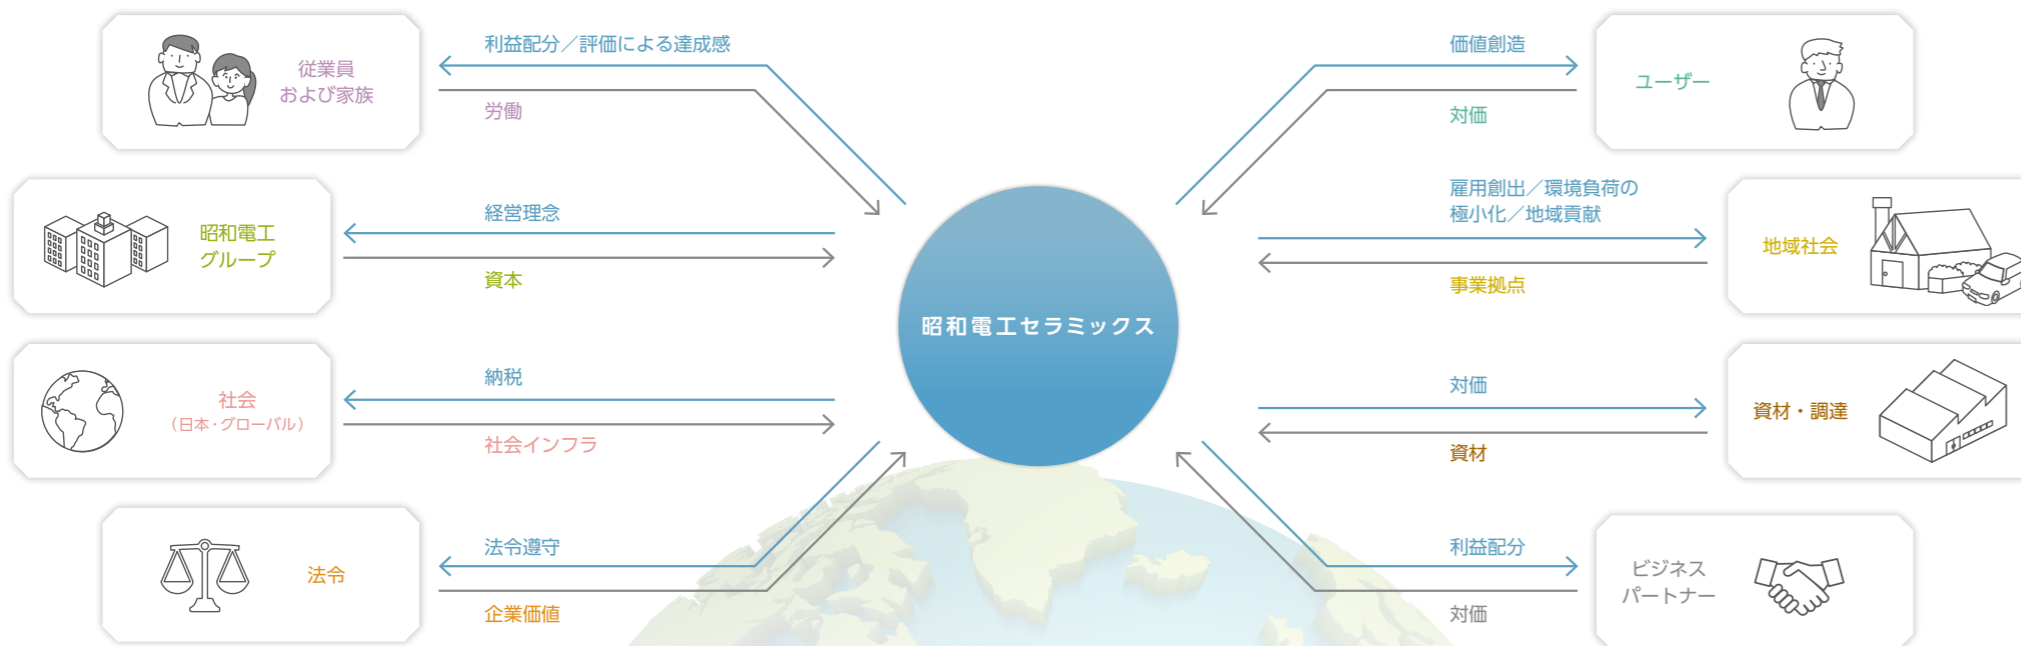 従業員
および家族
利益配分／評価による達成感
労働
昭和電工
グループ
経営理念
資本
社会
（日本・グローバル）
納税
社会インフラ
法令
法令遵守
企業価値
昭和電工セラミックス
価値創造
対価
ユーザー
雇用創出／環境負荷の
極小化／地域貢献
事業拠点
地域社会
対価
資材
資材・調達
利益配分
対価
ビジネス
パートナー